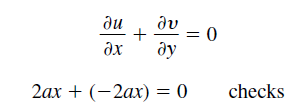 ∂u/∂x + ∂υ/∂y = 0
2ax + (−2ax) = 0 checks